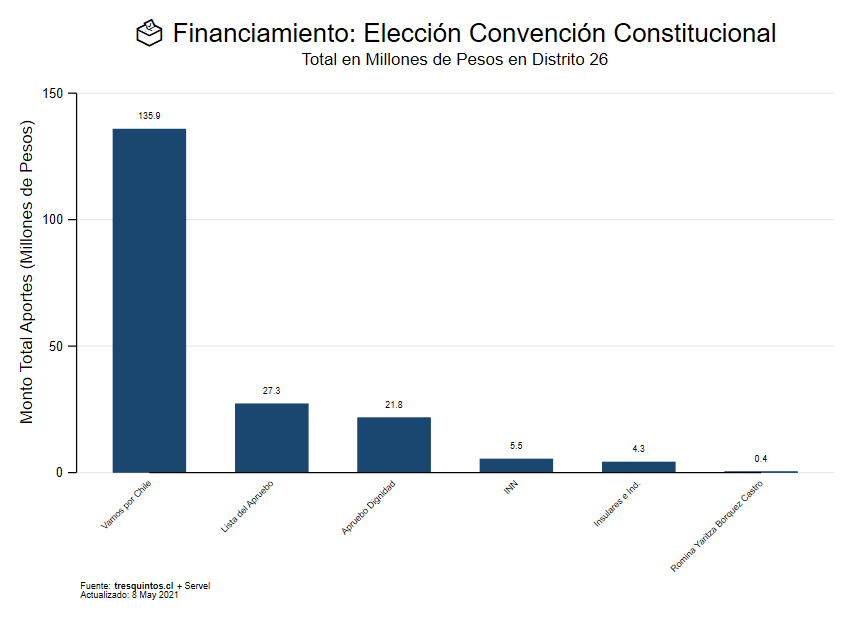 Financiamiento: Elección Convención Constitucional
Total en Millones de Pesos en Distrito 26
Monto Total Aportes (Millones de Pesos)
150
100
50
0
135.9
27.3
21.8
5.5
4.3
0.4
Vamos por Chile
Lista del Apruebo
Apruebo Dignidad
INN
Insulares e Ind.
Romina Yaritza Borquez Castro
Fuente: tresquintos.cl + Servel
Actualizado: 8 May 2021